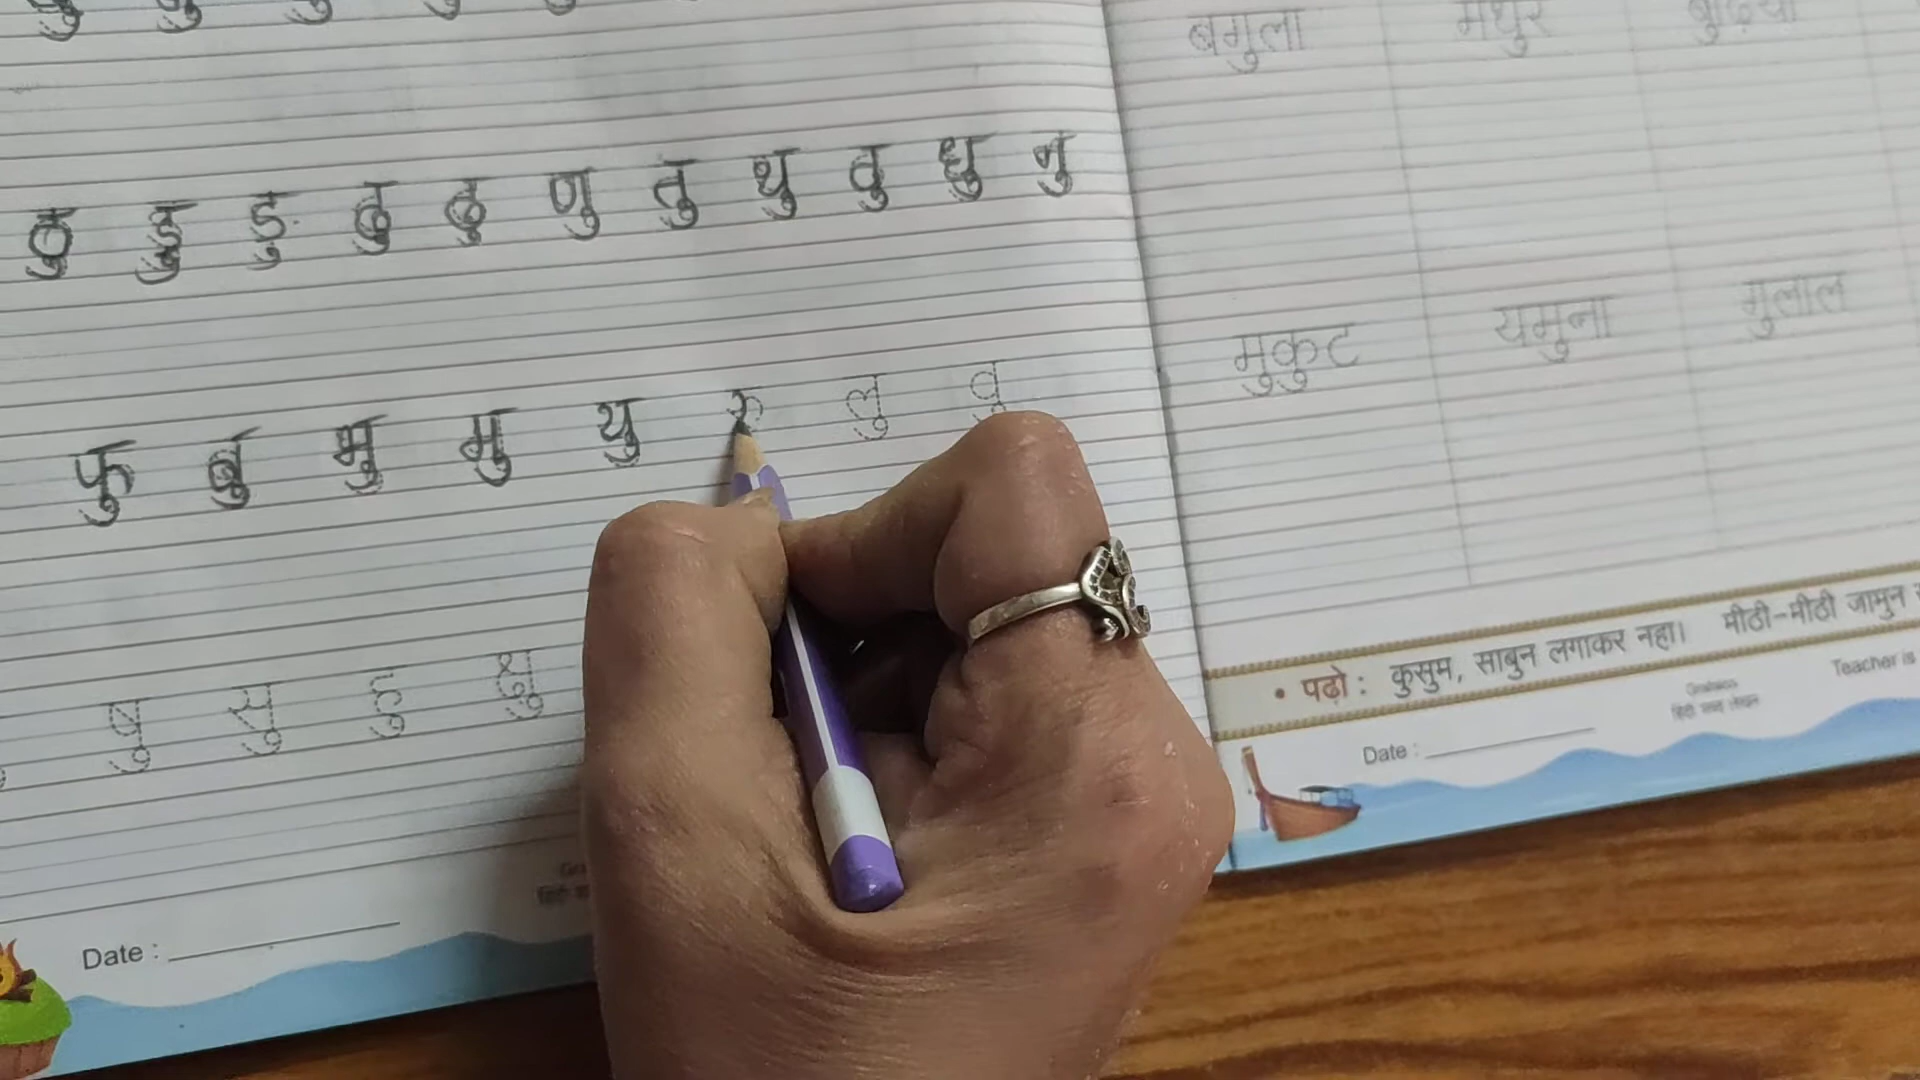 ठु डु ङु ढु ढु णु तु थु दु धु नु
फु बु भु मु यु रु लु वु
षु सु हु क्षु
Date :
बगुला मधुर बुढ़िया
मुकुट यमुना गुलाल
• पढ़ो : कुसुम, साबुन लगाकर नहा। मीठी-मीठी जामुन
Teacher is
Date :